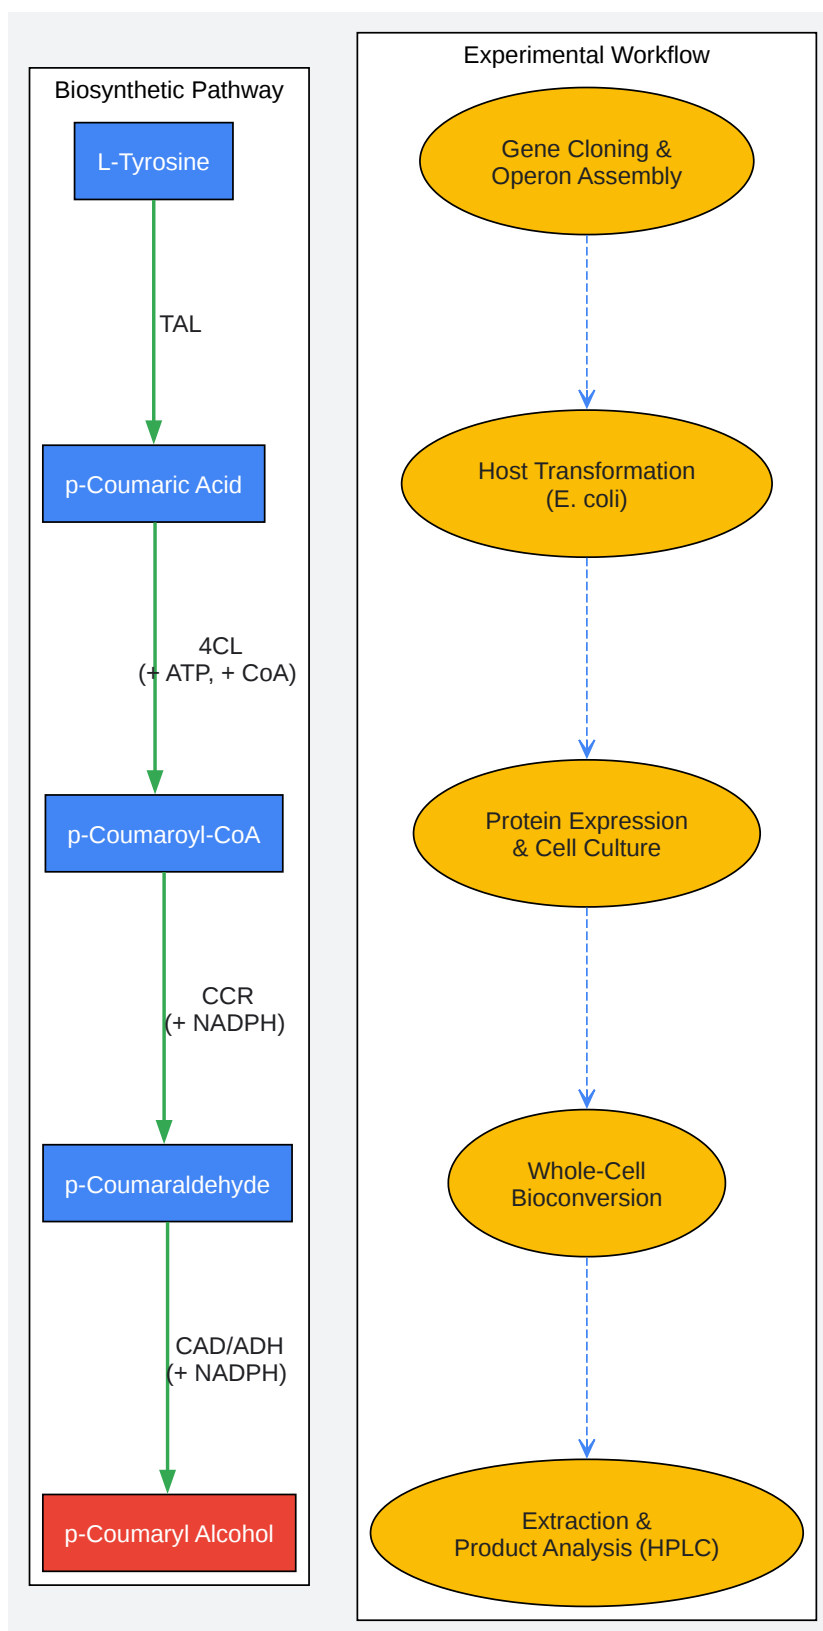 Biosynthetic Pathway
L-Tyrosine
TAL
p-Coumaric Acid
4CL
(+ ATP, + CoA)
p-Coumaroyl-CoA
CCR
(+ NADPH)
p-Coumaraldehyde
CAD/ADH
(+ NADPH)
p-Coumaryl Alcohol
Experimental Workflow
Gene Cloning &
Operon Assembly
Host Transformation
(E. coli)
Protein Expression
& Cell Culture
Whole-Cell
Bioconversion
Extraction &
Product Analysis (HPLC)